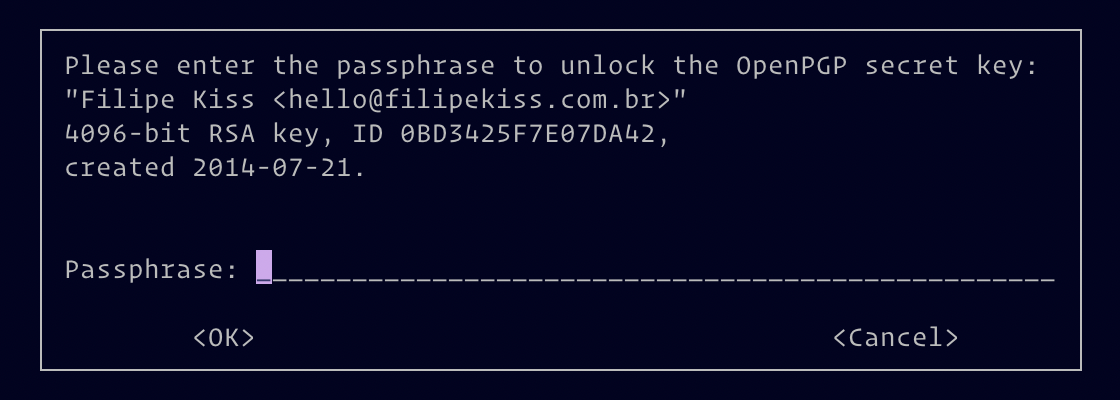 Please enter the passphrase to unlock the OpenPGP secret key:
"Filipe Kiss <hello@filipekiss.com.br>"
4096-bit RSA key, ID 0BD3425F7E07DA42,
created 2014-07-21.
Passphrase: __________________________________________________
<OK> <Cancel>